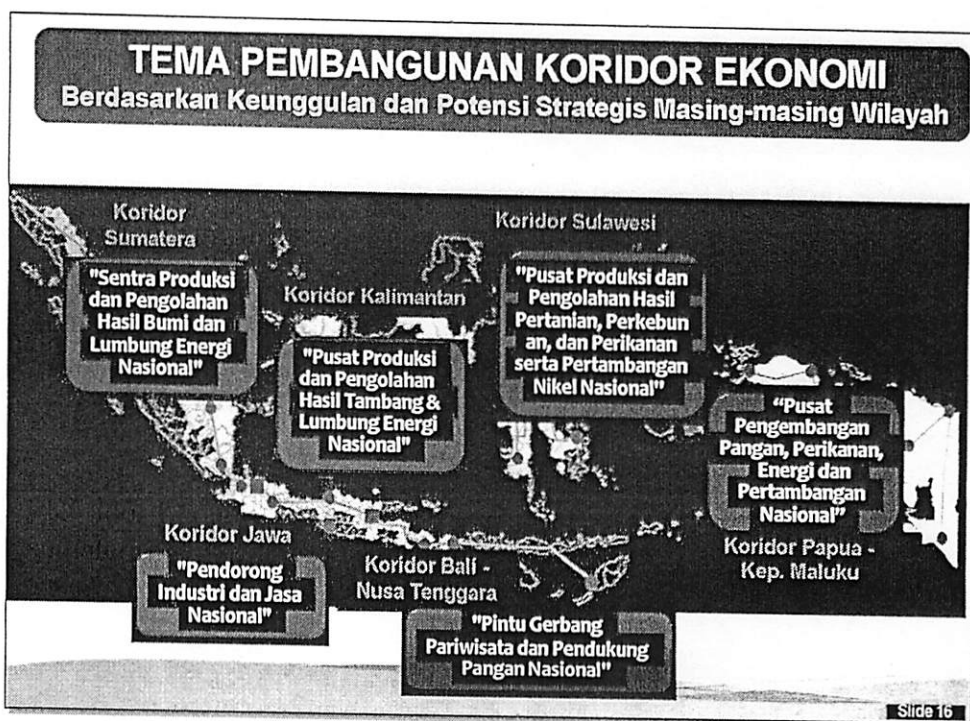 TEMA PEMBANGUNAN KORIDOR EKONOMI
Berdasarkan Keunggulan dan Potensi Strategis Masing-masing Wilayah
Koridor
Sumatera
"Sentra Produksi
dan Pengolahan
Hasil Bumi dan
Lumbung Energi
Nasional"
Koridor Kalimantan
"Pusat Produksi
dan Pengolahan
Hasil Tambang &
Lumbung Energi
Nasional"
Koridor Sulawesi
"Pusat Produksi dan
Pengolahan Hasil
Pertanian, Perkebun
an, dan Perikanan
serta Pertambangan
Nikel Nasional"
“Pusat
Pengembangan
Pangan, Perikanan,
Energi dan
Pertambangan
Nasional”
Koridor Papua -
Kep. Maluku
Koridor Jawa
"Pendorong
Industri dan Jasa
Nasional"
Koridor Bali -
Nusa Tenggara
"Pintu Gerbang
Pariwisata dan Pendukung
Pangan Nasional"
Slide 16